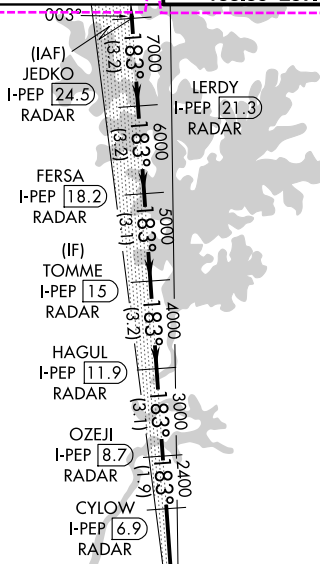 003°
(IAF)
JEDKO
I-PEP 24.5
RADAR
7000
183°
(3.2)
LERDY
I-PEP 21.3
RADAR
6000
183°
(3.2)
FERSA
I-PEP 18.2
RADAR
5000
183°
(3.1)
(IF)
TOMME
I-PEP 15
RADAR
4000
183°
(3.2)
HAGUL
I-PEP 11.9
RADAR
3000
183°
(3.1)
OZEJI
I-PEP 8.7
RADAR
2400
183°
(1.9)
CYLOW
I-PEP 6.9
RADAR